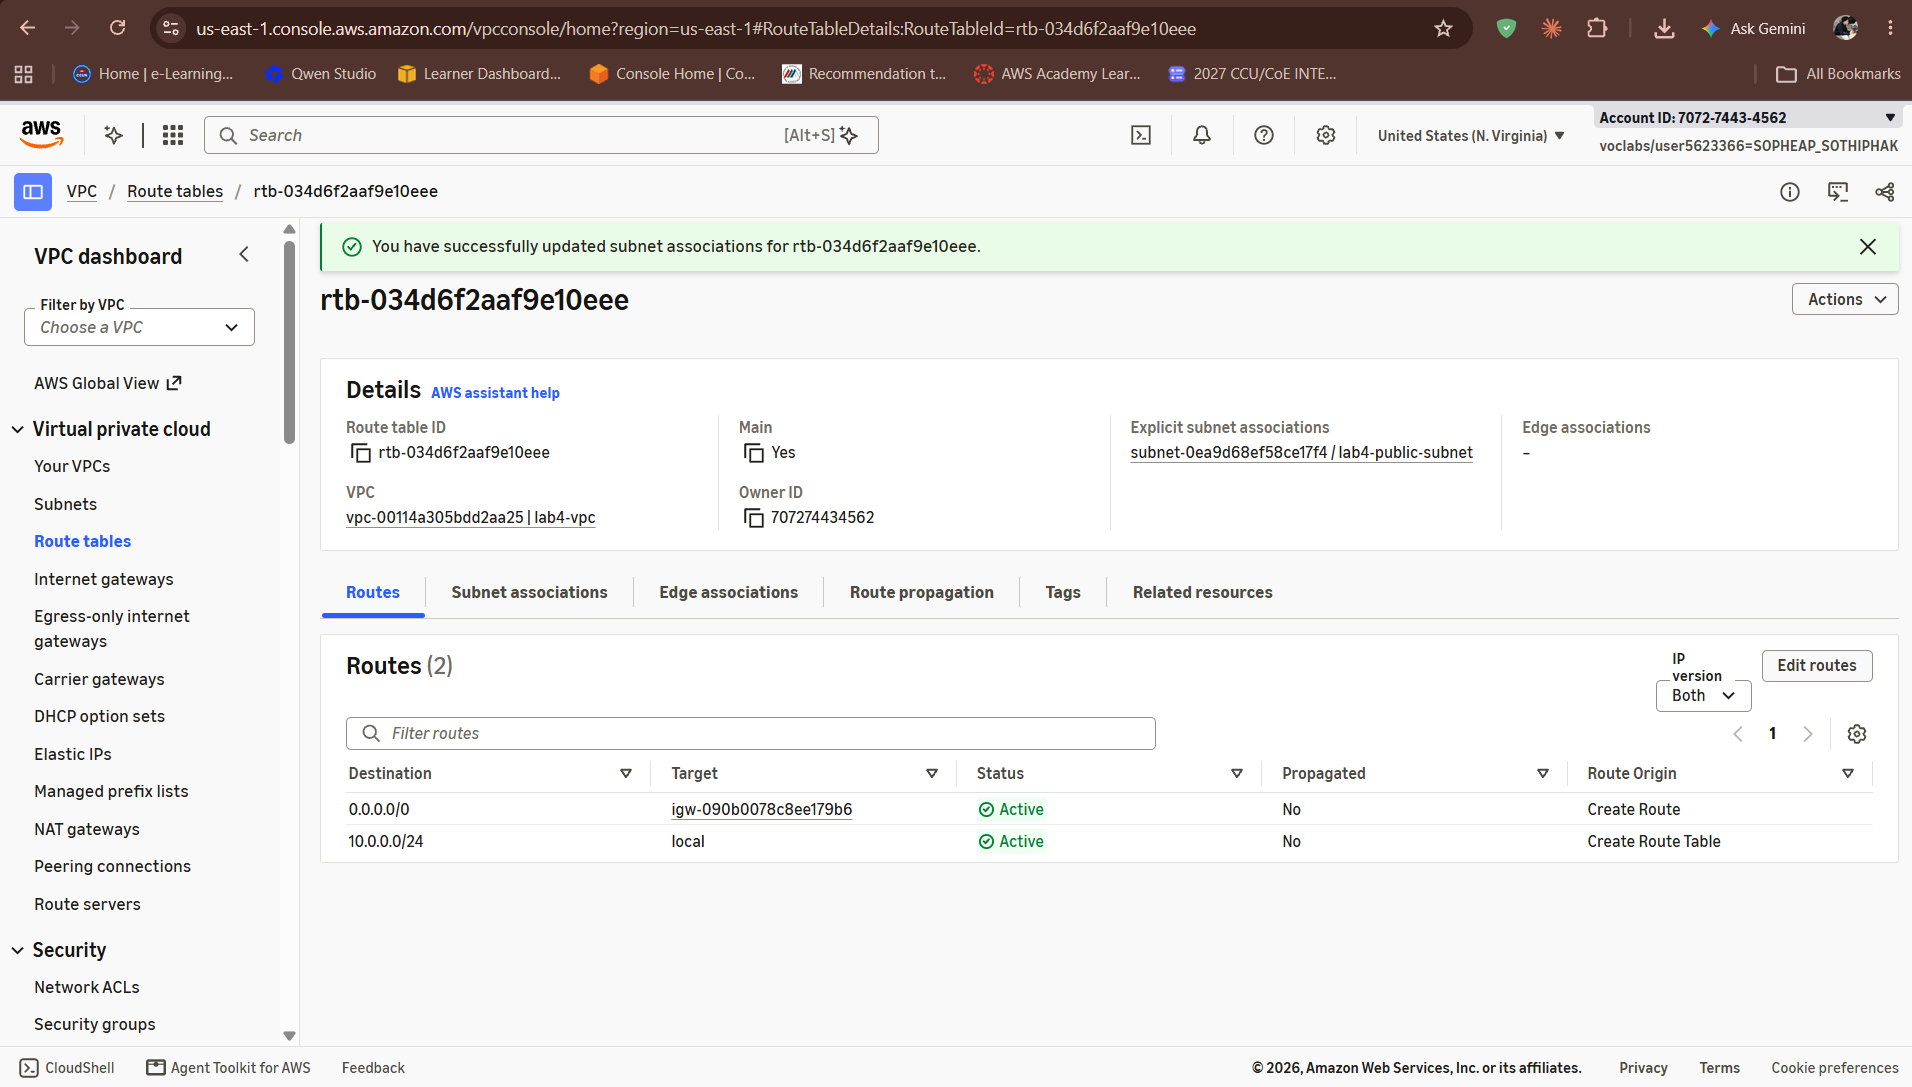 us-east-1.console.aws.amazon.com/vpcconsole/home?region=us-east-1#RouteTableDetails:RouteTableId=rtb-034d6f2aaf9e10eee
Ask Gemini
Home | e-Learning...
Qwen Studio
Learner Dashboard...
Console Home | Co...
Recommendation t...
AWS Academy Lear...
2027 CCU/CoE INTE...
All Bookmarks
aws
Search
[Alt+S]
United States (N. Virginia)
Account ID: 7072-7443-4562
voclabs/user5623366=SOPHEAP_SOTHIPHAK
VPC / Route tables / rtb-034d6f2aaf9e10eee
VPC dashboard
Filter by VPC
Choose a VPC
AWS Global View
Virtual private cloud
Your VPCs
Subnets
Route tables
Internet gateways
Egress-only internet
gateways
Carrier gateways
DHCP option sets
Elastic IPs
Managed prefix lists
NAT gateways
Peering connections
Route servers
Security
Network ACLs
Security groups
You have successfully updated subnet associations for rtb-034d6f2aaf9e10eee.
rtb-034d6f2aaf9e10eee
Actions
Details AWS assistant help
Route table ID
rtb-034d6f2aaf9e10eee
Main
Yes
Explicit subnet associations
subnet-0ea9d68ef58ce17f4 / lab4-public-subnet
Edge associations
–
VPC
vpc-00114a305bdd2aa25 | lab4-vpc
Owner ID
707274434562
Routes
Subnet associations
Edge associations
Route propagation
Tags
Related resources
Routes (2)
IP
version
Both
Edit routes
Filter routes
1
Destination Target Status Propagated Route Origin
0.0.0.0/0 igw-090b0078c8ee179b6 Active No Create Route
10.0.0.0/24 local Active No Create Route Table
CloudShell
Agent Toolkit for AWS
Feedback
© 2026, Amazon Web Services, Inc. or its affiliates.
Privacy
Terms
Cookie preferences